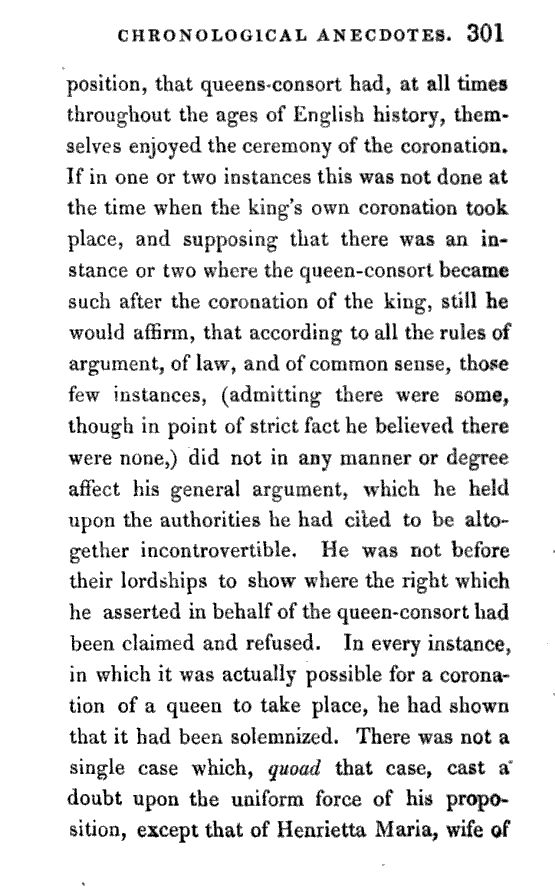 CHRONOLOGICAL ANECDOTES. 301
position, that queens-consort had, at all times
throughout the ages of English history, them-
selves enjoyed the ceremony of the coronation.
If in one or two instances this was not done at
the time when the king's own coronation took
place, and supposing that there was an in-
stance or two where the queen-consort became
such after the coronation of the king, still he
would affirm, that according to all the rules of
argument, of law, and of common sense, those
few instances, (admitting there were some,
though in point of strict fact he believed there
were none,) did not in any manner or degree
affect his general argument, which he held
upon the authorities he had cited to be alto-
gether incontrovertible. He was not before
their lordships to show where the right which
he asserted in behalf of the queen-consort had
been claimed and refused. In every instance,
in which it was actually possible for a corona-
tion of a queen to take place, he had shown
that it had been solemnized. There was not a
single case which, quoad that case, cast a
doubt upon the uniform force of his propo-
sition, except that of Henrietta Maria, wife of